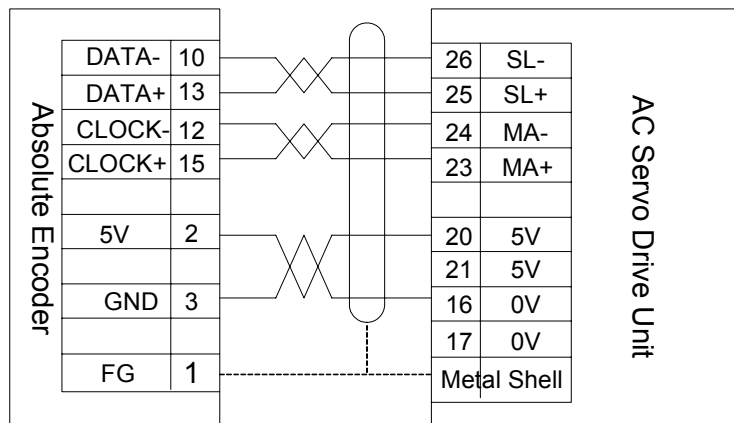 Absolute Encoder
DATA- 10
DATA+ 13
CLOCK- 12
CLOCK+ 15
5V 2
GND 3
FG 1
26 SL-
25 SL+
24 MA-
23 MA+
20 5V
21 5V
16 0V
17 0V
Metal Shell
AC Servo Drive Unit